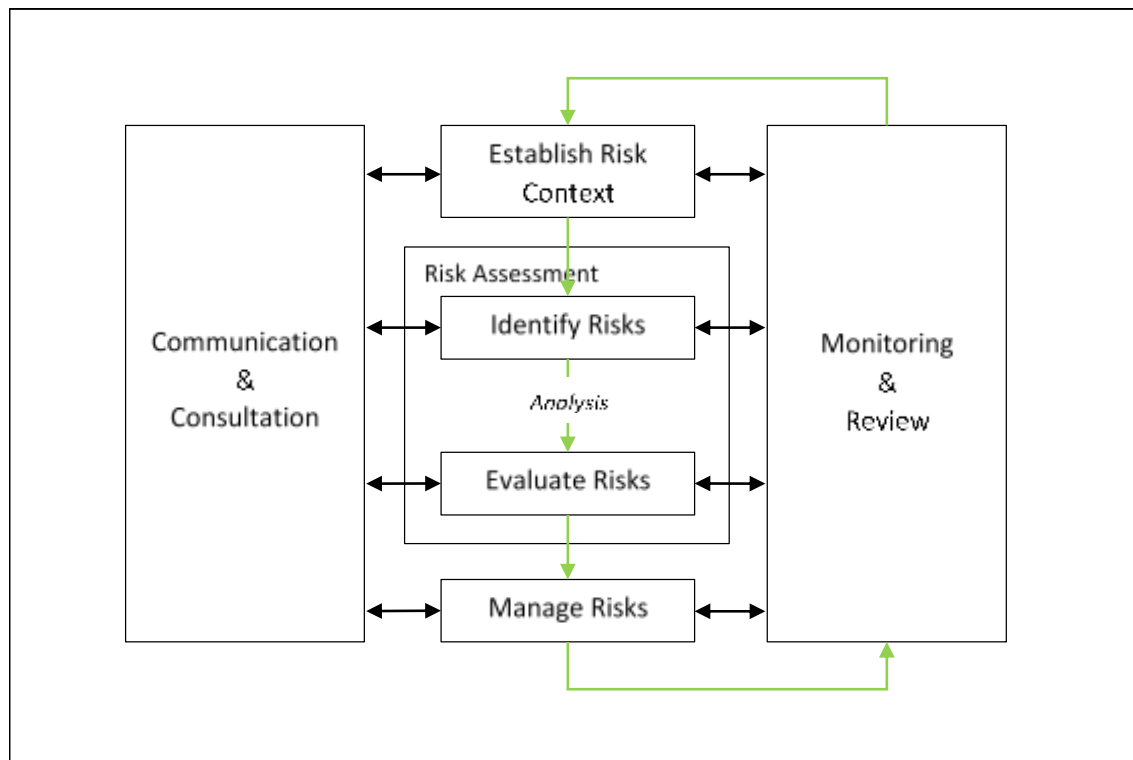 Establish Risk
Context
Risk Assessment
Identify Risks
Communication
&
Consultation
Analysis
Monitoring
&
Review
Evaluate Risks
Manage Risks